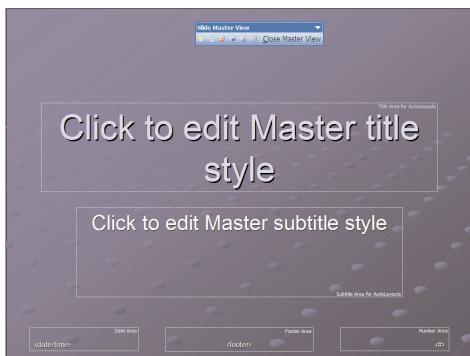 Slide Master View
Close Master View
Title Area for AutoLayouts
Click to edit Master title
style
Click to edit Master subtitle style
Subtitle Area for AutoLayouts
Date Area
Footer Area
Number Area
‹date/time›
‹footer›
‹#›